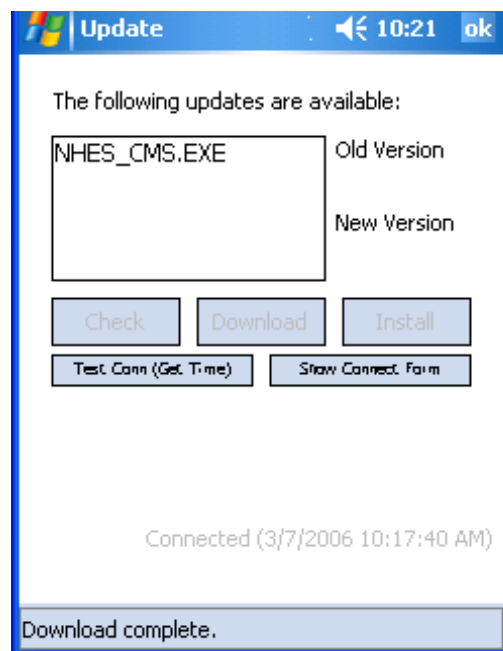 Update 10:21 ok
The following updates are available:
NHES_CMS.EXE Old Version
New Version
Check Download Install
Test Conn (Get Time) Show Connect Form
Connected (3/7/2006 10:17:40 AM)
Download complete.